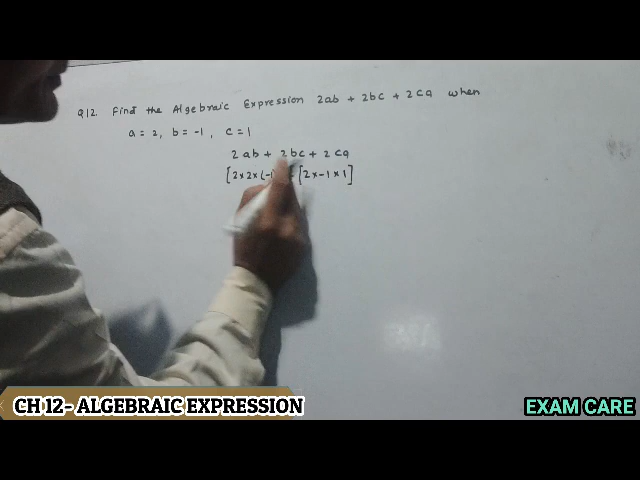 Q12. Find the Algebraic Expression 2ab + 2bc + 2ca when
a = 2, b = -1, c = 1
2ab + 2bc + 2ca
[2×2×(-1 [2×-1×1]
CH 12- ALGEBRAIC EXPRESSION
EXAM CARE